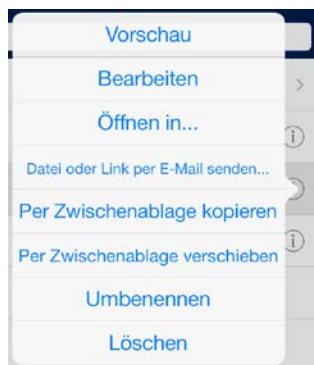 Vorschau
Bearbeiten
Öffnen in...
Datei oder Link per E-Mail senden...
Per Zwischenablage kopieren
Per Zwischenablage verschieben
Umbenennen
Löschen